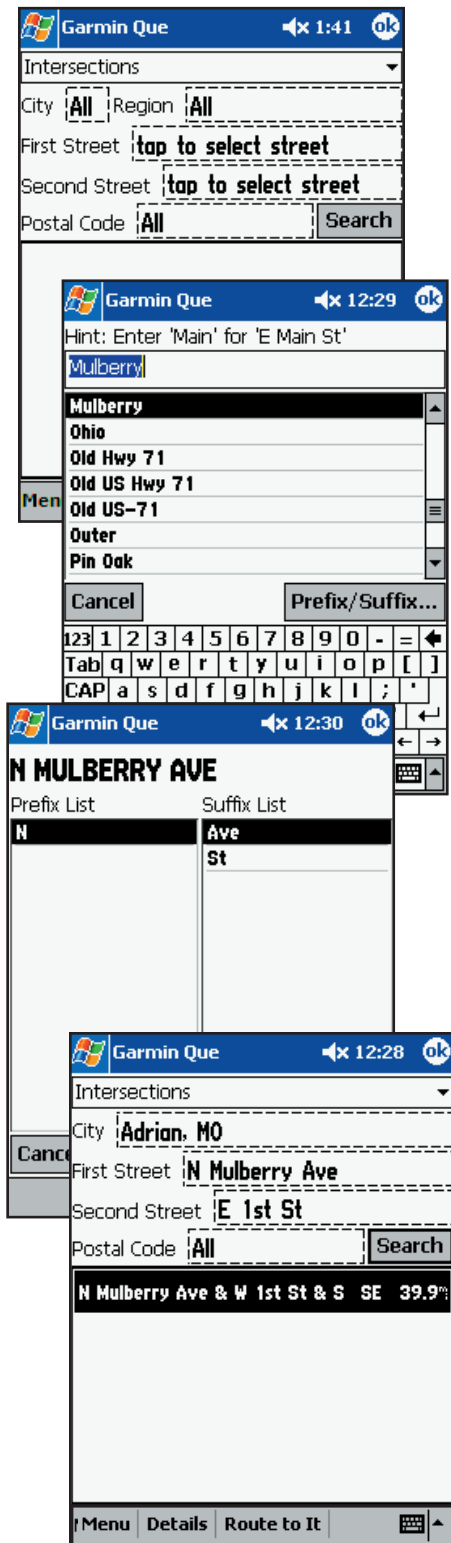 Garmin Que 1:41 ok
Intersections
City All Region All
First Street tap to select street
Second Street tap to select street
Postal Code All Search
Men
Garmin Que 12:29 ok
Hint: Enter 'Main' for 'E Main St'
Mulberry
Mulberry
Ohio
Old Hwy 71
Old US Hwy 71
Old US-71
Outer
Pin Oak
Cancel Prefix/Suffix...
123 1 2 3 4 5 6 7 8 9 0 - =
Tab q w e r t y u i o p [ ]
CAP a s d f g h j k l ; '
Garmin Que 12:30 ok
N MULBERRY AVE
Prefix List Suffix List
N Ave
St
Cance
Garmin Que 12:28 ok
Intersections
City Adrian, MO
First Street N Mulberry Ave
Second Street E 1st St
Postal Code All Search
N Mulberry Ave & W 1st St & S SE 39.9
Menu Details Route to It